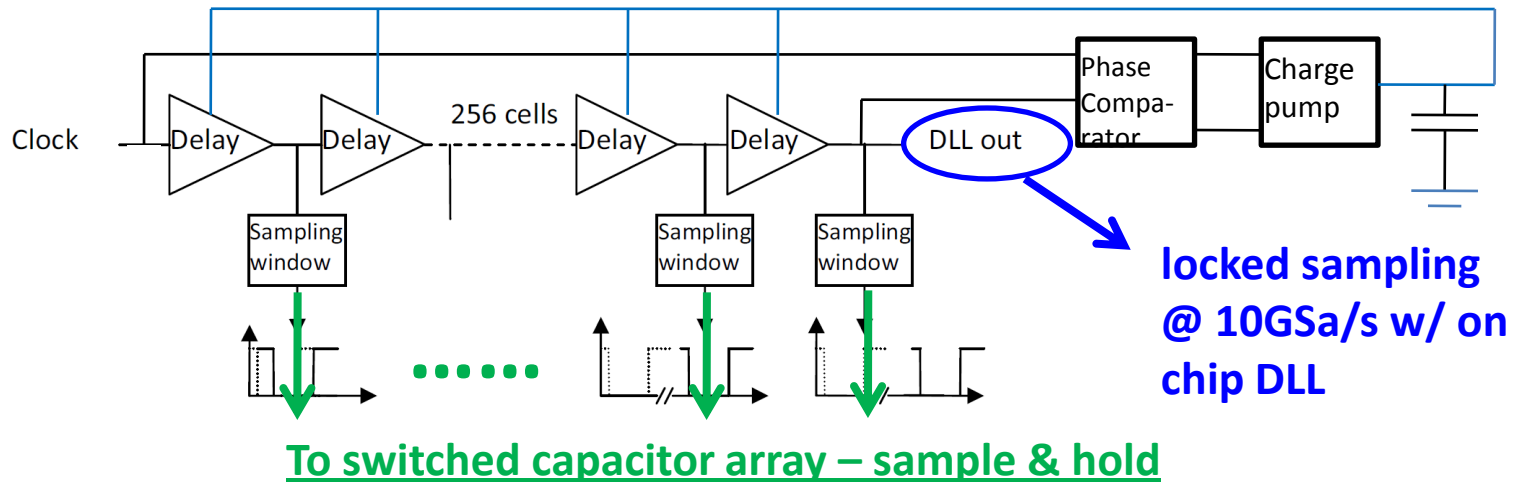 Clock
Delay
Delay
256 cells
Delay
Delay
DLL out
Phase
Compa-
rator
Charge
pump
Sampling
window
Sampling
window
Sampling
window
locked sampling
@ 10GSa/s w/ on
chip DLL
To switched capacitor array – sample & hold